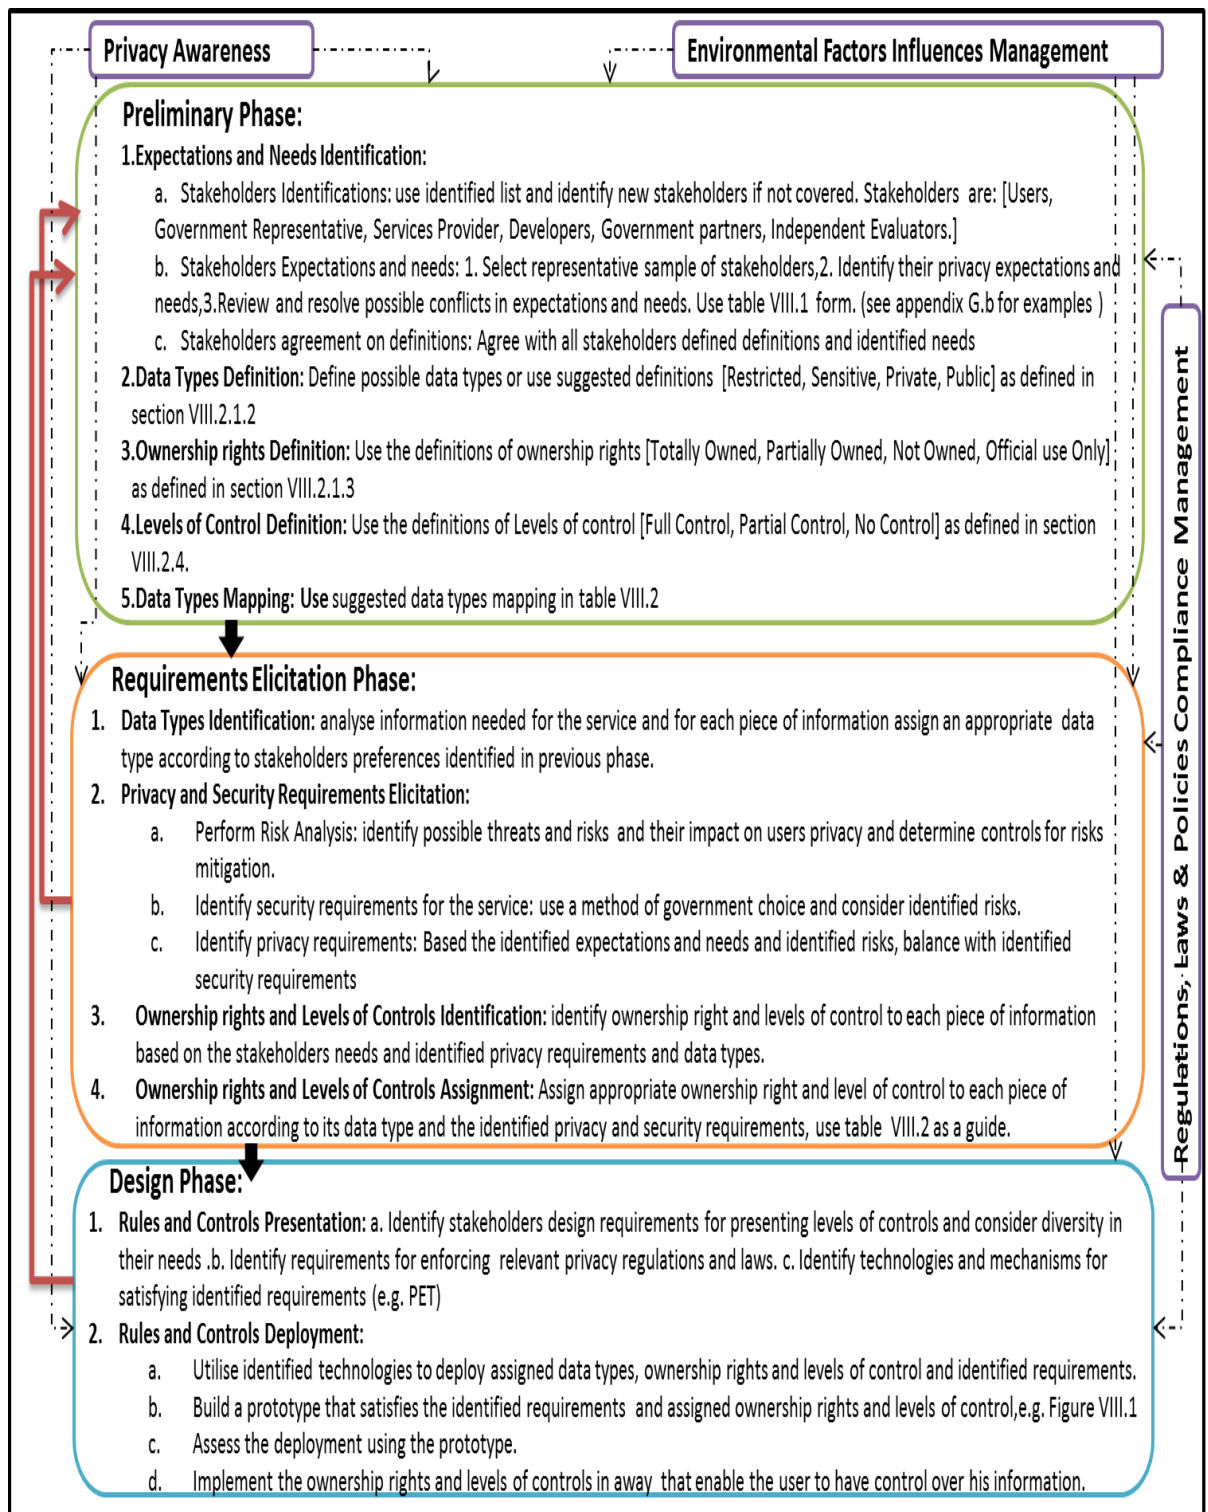 Privacy Awareness
Environmental Factors Influences Management
Preliminary Phase:
1.Expectations and Needs Identification:
a. Stakeholders Identifications: use identified list and identify new stakeholders if not covered. Stakeholders are: [Users,
Government Representative, Services Provider, Developers, Government partners, Independent Evaluators.]
b. Stakeholders Expectations and needs: 1. Select representative sample of stakeholders,2. Identify their privacy expectations and
needs,3.Review and resolve possible conflicts in expectations and needs. Use table VIII.1 form. (see appendix G.b for examples )
c. Stakeholders agreement on definitions: Agree with all stakeholders defined definitions and identified needs
2.Data Types Definition: Define possible data types or use suggested definitions [Restricted, Sensitive, Private, Public] as defined in
section VIII.2.1.2
3.Ownership rights Definition: Use the definitions of ownership rights [Totally Owned, Partially Owned, Not Owned, Official use Only]
as defined in section VIII.2.1.3
4.Levels of Control Definition: Use the definitions of Levels of control [Full Control, Partial Control, No Control] as defined in section
VIII.2.4.
5.Data Types Mapping: Use suggested data types mapping in table VIII.2
Regulations, Laws & Policies Compliance Management
Requirements Elicitation Phase:
1. Data Types Identification: analyse information needed for the service and for each piece of information assign an appropriate data
type according to stakeholders preferences identified in previous phase.
2. Privacy and Security Requirements Elicitation:
a. Perform Risk Analysis: identify possible threats and risks and their impact on users privacy and determine controls for risks
mitigation.
b. Identify security requirements for the service: use a method of government choice and consider identified risks.
c. Identify privacy requirements: Based the identified expectations and needs and identified risks, balance with identified
security requirements
3. Ownership rights and Levels of Controls Identification: identify ownership right and levels of control to each piece of information
based on the stakeholders needs and identified privacy requirements and data types.
4. Ownership rights and Levels of Controls Assignment: Assign appropriate ownership right and level of control to each piece of
information according to its data type and the identified privacy and security requirements, use table VIII.2 as a guide.
Design Phase:
1. Rules and Controls Presentation: a. Identify stakeholders design requirements for presenting levels of controls and consider diversity in
their needs .b. Identify requirements for enforcing relevant privacy regulations and laws. c. Identify technologies and mechanisms for
satisfying identified requirements (e.g. PET)
2. Rules and Controls Deployment:
a. Utilise identified technologies to deploy assigned data types, ownership rights and levels of control and identified requirements.
b. Build a prototype that satisfies the identified requirements and assigned ownership rights and levels of control,e.g. Figure VIII.1
c. Assess the deployment using the prototype.
d. Implement the ownership rights and levels of controls in away that enable the user to have control over his information.